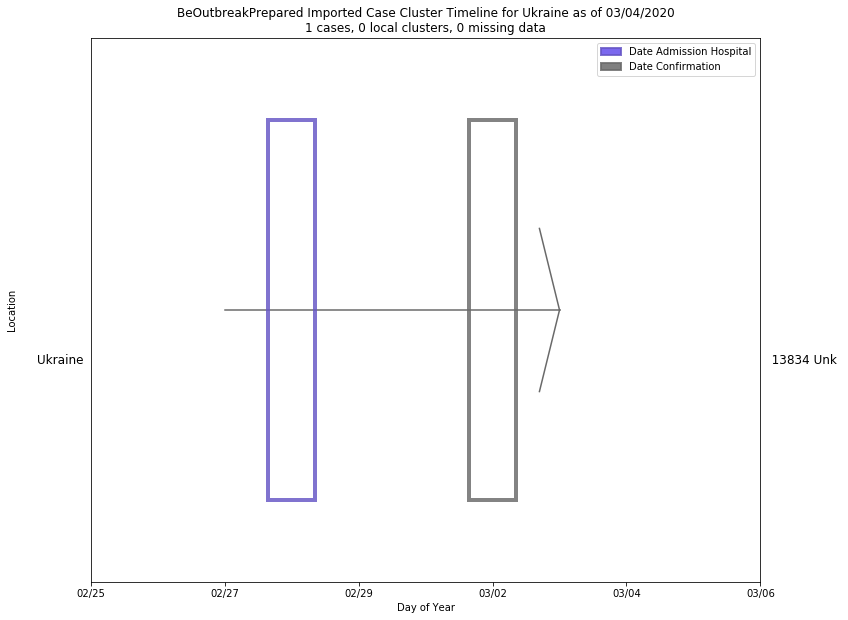 BeOutbreakPrepared Imported Case Cluster Timeline for Ukraine as of 03/04/2020
1 cases, 0 local clusters, 0 missing data
Date Admission Hospital
Date Confirmation
Location
Ukraine
13834 Unk
02/25
02/27
02/29
03/02
03/04
03/06
Day of Year